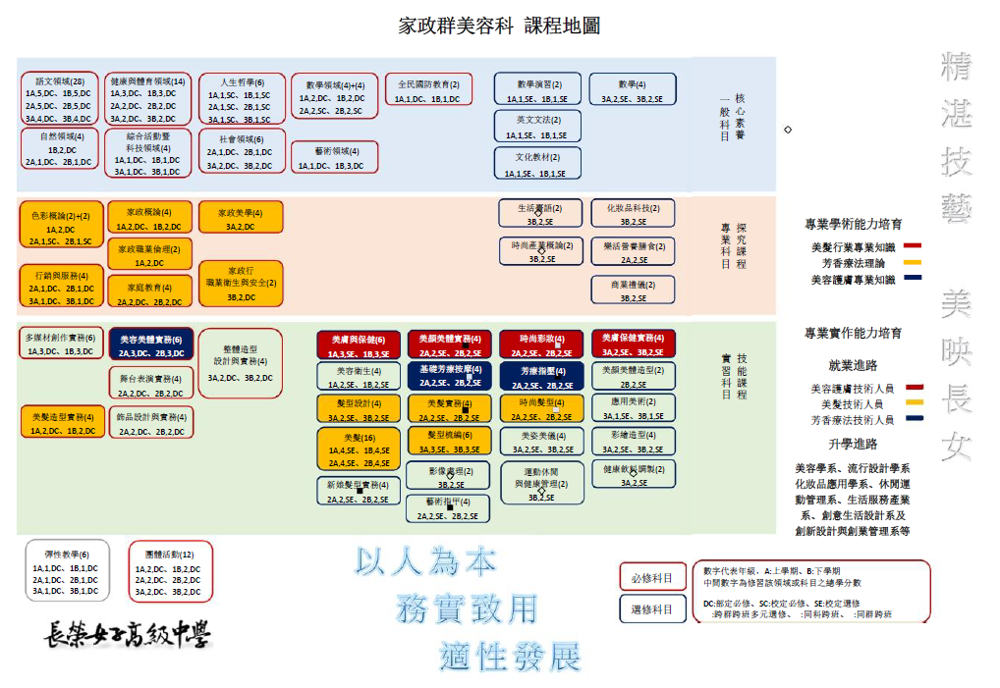 家政群美容科 課程地圖
語文領域(28)
1A,5,DC、1B,5,DC
2A,5,DC、2B,5,DC
3A,4,DC、3B,4,DC
健康與體育領域(14)
1A,3,DC、1B,3,DC
2A,2,DC、2B,2,DC
3A,2,DC、3B,2,DC
人生哲學(6)
1A,1,SC、1B,1,SC
2A,1,SC、2B,1,SC
3A,1,SC、3B,1,SC
數學領域(4)+(4)
1A,2,DC、1B,2,DC
2A,2,SC、2B,2,SC
全民國防教育(2)
1A,1,DC、1B,1,DC
數學演習(2)
1A,1,SE、1B,1,SE
數學(4)
3A,2,SE、3B,2,SE
英文文法(2)
1A,1,SE、1B,1,SE
自然領域(4)
1B,2,DC
2A,1,DC、2B,1,DC
綜合活動暨
科技領域(4)
1A,1,DC、1B,1,DC
3A,1,DC、3B,1,DC
社會領域(6)
2A,1,DC、2B,1,DC
3A,2,DC、3B,2,DC
藝術領域(4)
1A,1,DC、1B,3,DC
文化教材(2)
1A,1,SE、1B,1,SE
核心素養
一般科目
色彩概論(2)+(2)
1A,2,DC
2A,1,SC、2B,1,SC
家政概論(4)
1A,2,DC、1B,2,DC
家政美學(4)
3A,2,DC
生活臺語(2)
3B,2,SE
化妝品科技(2)
3B,2,SE
家政職業倫理(2)
1A,2,DC
時尚產業概論(2)
3B,2,SE
樂活營養膳食(2)
2A,2,SE
行銷與服務(4)
2A,1,DC、2B,1,DC
3A,1,DC、3B,1,DC
家庭教育(4)
2A,2,DC、2B,2,DC
家政行
職業衛生與安全(2)
3B,2,DC
商業禮儀(2)
3B,2,SE
探究課程
專業科目
多媒材創作實務(6)
1A,3,DC、1B,3,DC
美容美體實務(6)
2A,3,DC、2B,3,DC
整體造型
設計與實務(4)
3A,2,DC、3B,2,DC
舞台表演實務(4)
2A,2,DC、2B,2,DC
美髮造型實務(4)
1A,2,DC、1B,2,DC
飾品設計與實務(4)
2A,2,DC、2B,2,DC
美膚與保健(6)
1A,3,SE、1B,3,SE
美顏美體實務(4)
2A,2,SE、2B,2,SE
時尚彩妝(4)
2A,2,SE、2B,2,SE
美膚保健實務(4)
3A,2,SE、3B,2,SE
美容衛生(4)
1A,2,SE、1B,2,SE
基礎芳療按摩(4)
2A,2,SE、2B,2,SE
芳療指壓(4)
2A,2,SE、2B,2,SE
美顏美體造型(2)
2B,2,SE
髮型設計(4)
3A,2,SE、3B,2,SE
美髮實務(4)
2A,2,SE、2B,2,SE
時尚髮型(4)
2A,2,SE、2B,2,SE
應用美術(2)
3A,1,SE、3B,1,SE
美髮(16)
1A,4,SE、1B,4,SE
2A,4,SE、2B,4,SE
髮型梳編(6)
3A,3,SE、3B,3,SE
美姿美儀(4)
3A,2,SE、3B,2,SE
彩繪造型(4)
3A,2,SE、3B,2,SE
新娘髮型實務(4)
2A,2,SE、2B,2,SE
影像處理(2)
3B,2,SE
運動休閒
與健康管理(2)
3B,2,SE
健康飲料調製(2)
3A,2,SE
藝術指甲(4)
2A,2,SE、2B,2,SE
技能課程
實習科目
專業學術能力培育
美髮行業專業知識
芳香療法理論
美容護膚專業知識
專業實作能力培育
就業進路
美容護膚技術人員
美髮技術人員
芳香療法技術人員
升學進路
美容學系、流行設計學系
化妝品應用學系、休閒運
動管理系、生活服務產業
系、創意生活設計系及
創新設計與創業管理系等
精湛技藝 美映長女
彈性教學(6)
1A,1,DC、1B,1,DC
2A,1,DC、2B,1,DC
3A,1,DC、3B,1,DC
團體活動(12)
1A,2,DC、1B,2,DC
2A,2,DC、2B,2,DC
3A,2,DC、3B,2,DC
長榮女子高級中學
以人為本
務實致用
適性發展
必修科目
選修科目
數字代表年級, A:上學期、B:下學期
中間數字為修習該領域或科目之總學分數
DC:部定必修、SC:校定必修、SE:校定選修
:跨群跨班多元選修、 :同科跨班、 :同群跨班